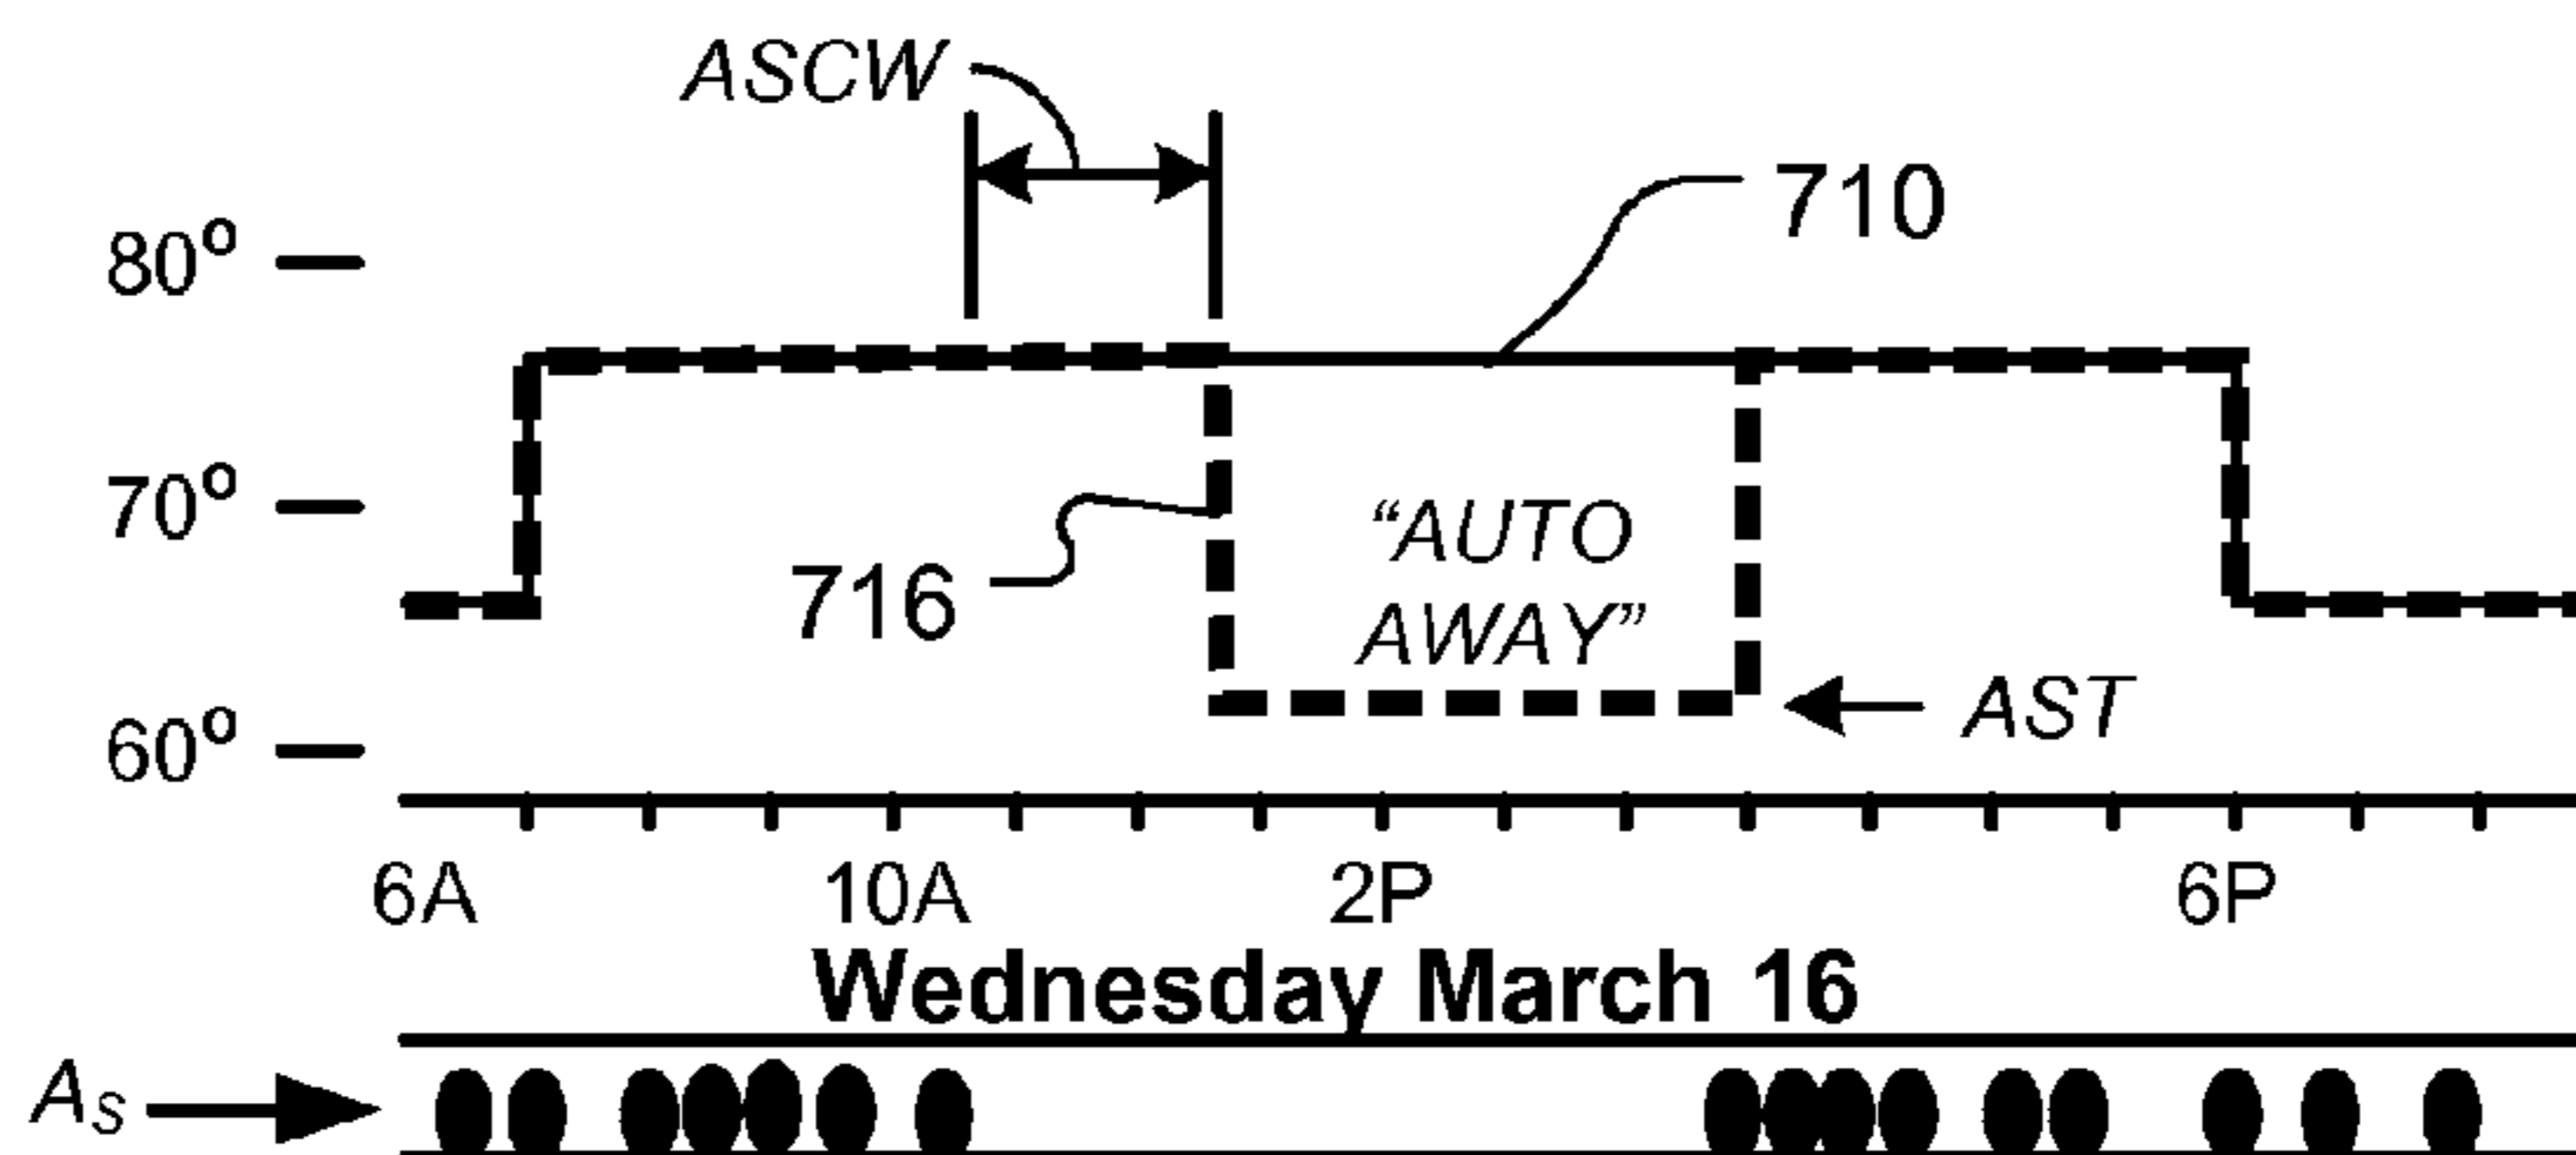 ASCW
710
80°
70°
716
"AUTO
AWAY"
AST
60°
6A 10A 2P 6P
Wednesday March 16
As